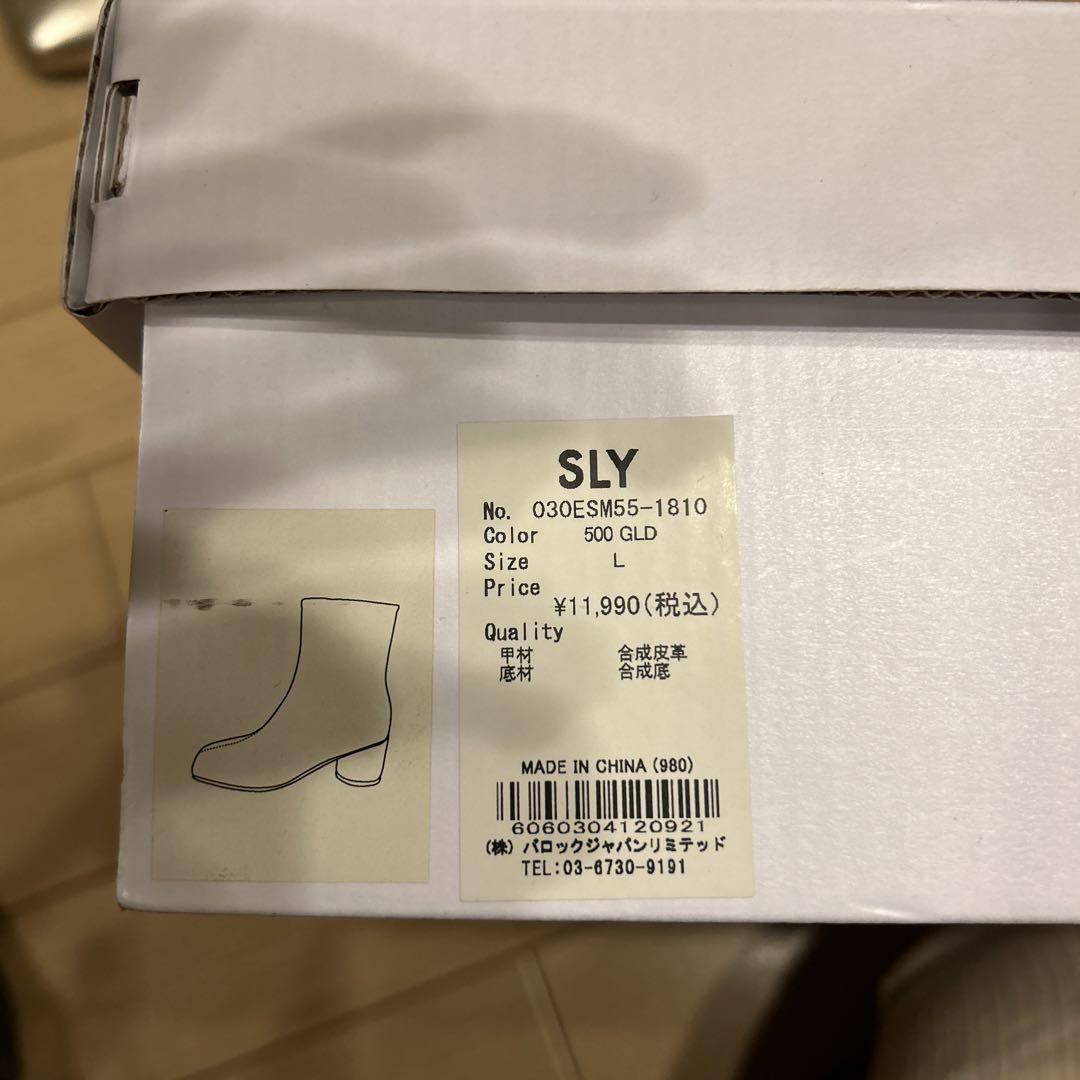 SLY
No. 030ESM55-1810
Color 500 GLD
Size L
Price
¥11,990(税込)
Quality
甲材 合成皮革
底材 合成底
MADE IN CHINA (980)
6060304120921
(株) バロックジャパンリミテッド
TEL:03-6730-9191